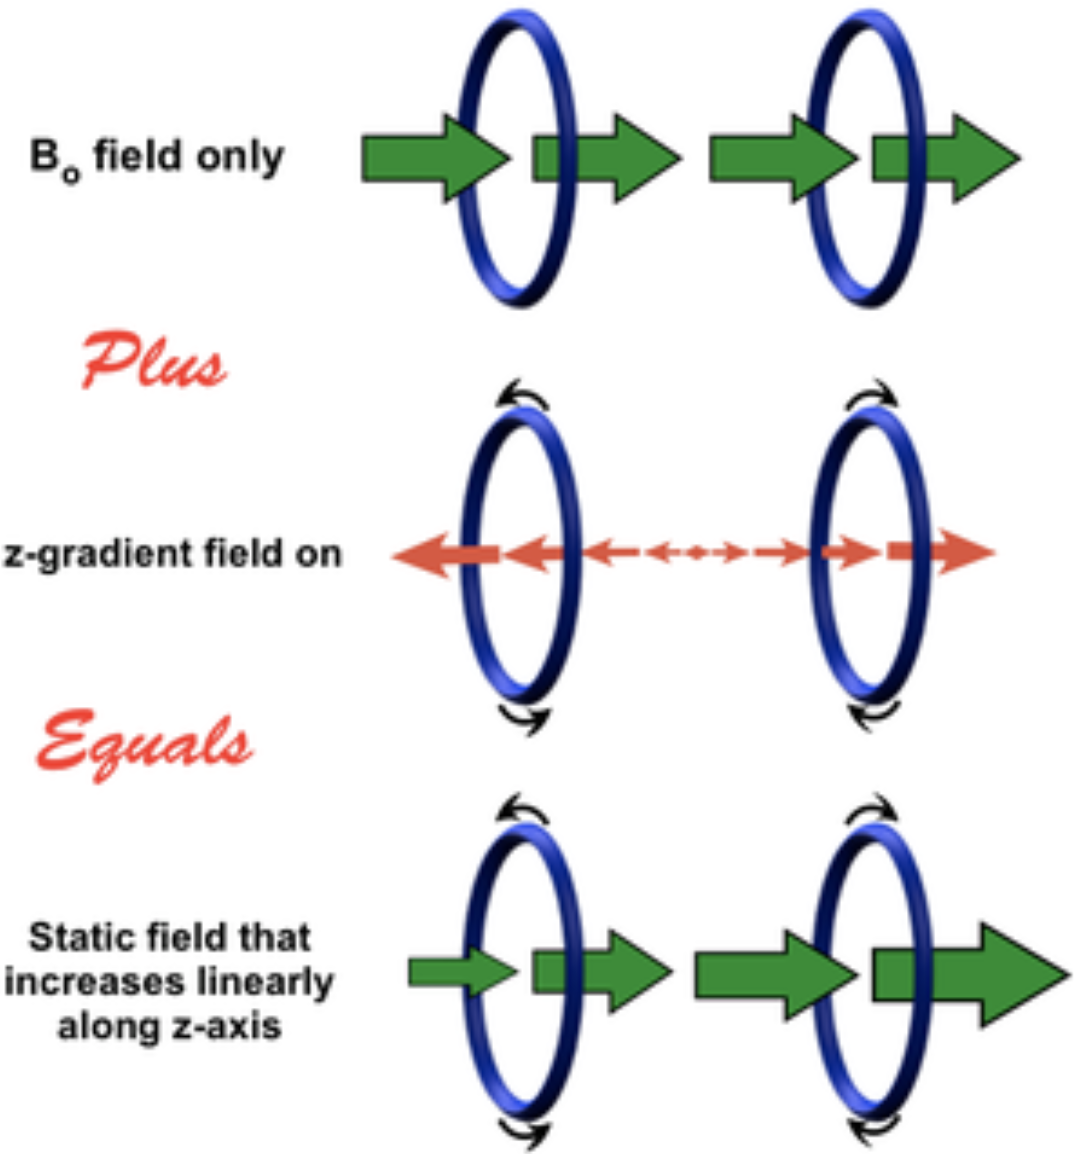 Bo field only
Plus
z-gradient field on
Equals
Static field that
increases linearly
along z-axis